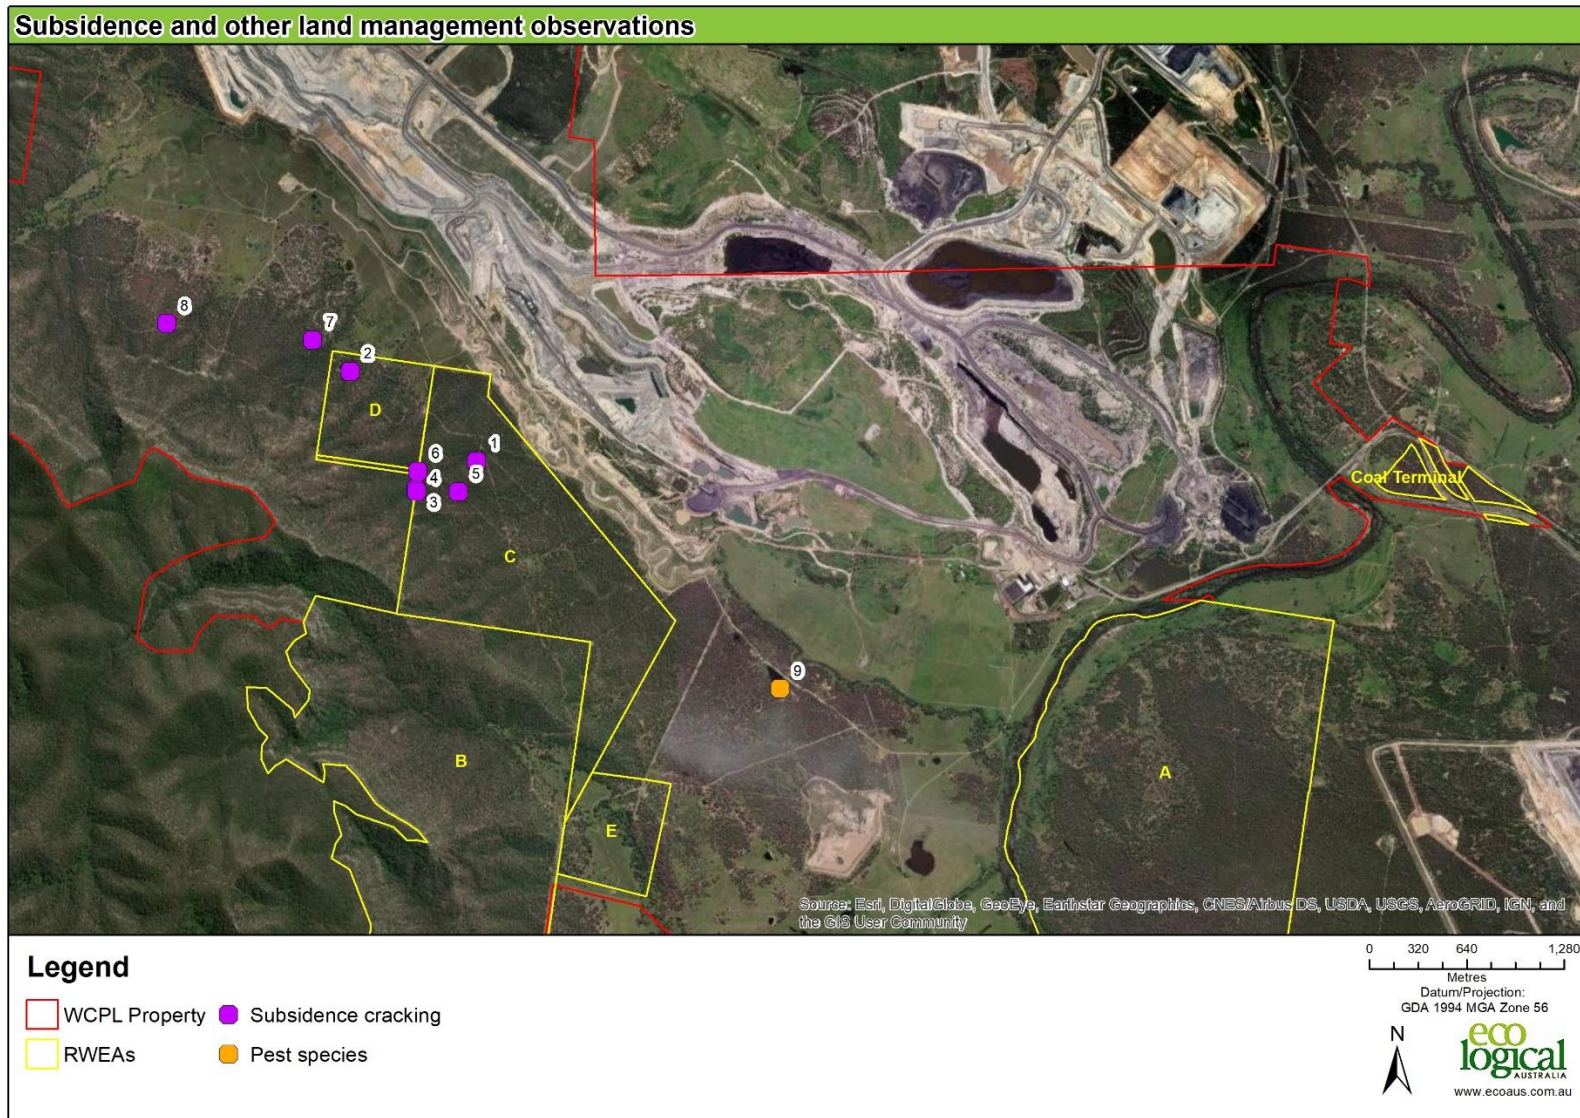 Subsidence and other land management observations
8
7
2
D
1
6
5
4
3
C
Coal Terminal
9
B
A
E
Source: Esri, DigitalGlobe, GeoEye, Earthstar Geographics, CNES/Airbus DS, USDA, USGS, AeroGRID, IGN, and
the GIS User Community
Legend
WCPL Property
Subsidence cracking
RWEAs
Pest species
0 320 640 1,280
Metres
Datum/Projection:
GDA 1994 MGA Zone 56
N
eco
logical
AUSTRALIA
www.ecoaus.com.au